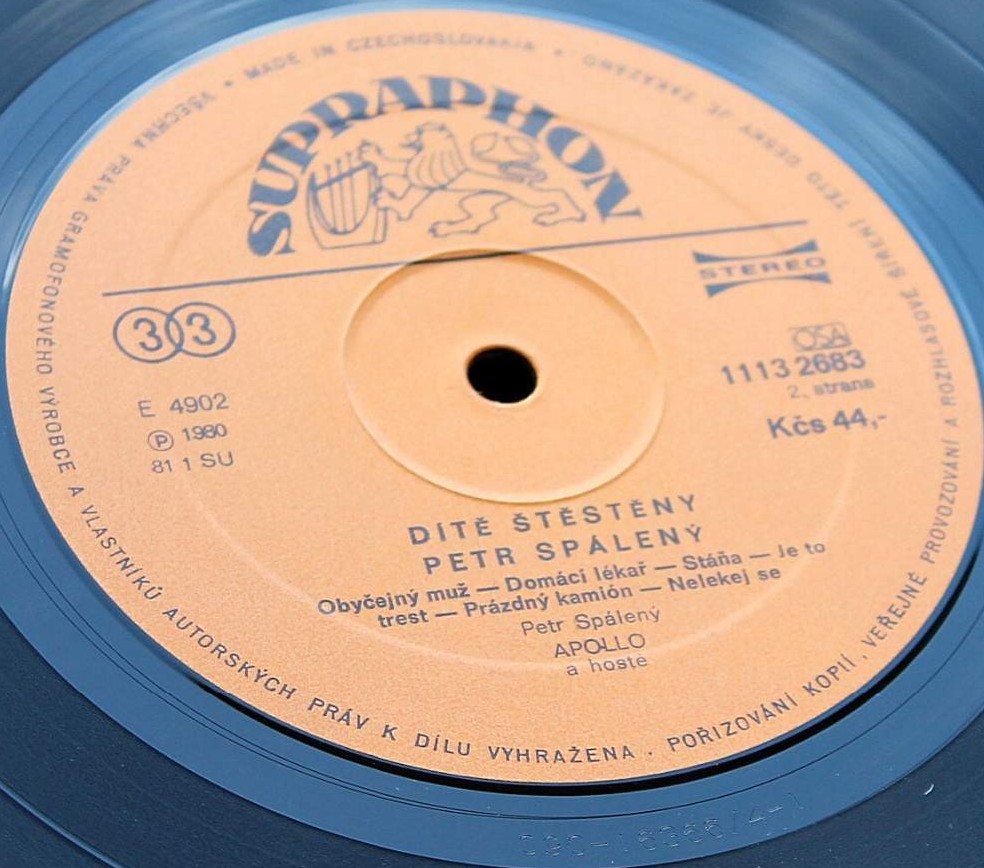 VŠECHNA PRÁVA GRAMOFONOVÉHO VÝROBCE A VLASTNÍKŮ AUTORSKÝCH PRÁV K DÍLU VYHRAŽENA · POŘIZOVÁNÍ KOPIÍ, VEŘEJNÉ PROVOZOVÁNÍ A ROZHLASOVÉ ŠÍŘENÍ TÉTO DESKY JE ZAKÁZÁNO • MADE IN CZECHOSLOVAKIA •
SUPRAPHON
33
STEREO
E 4902
Ⓟ 1980
81 1 SU
OSA
1113 2683
2. strana
Kčs 44,-
DÍTĚ ŠTĚSTĚNY
PETR SPÁLENÝ
Obyčejný muž — Domácí lékař — Stáňa — Je to
trest — Prázdný kamión — Nelekej se
Petr Spálený
APOLLO
a hosté